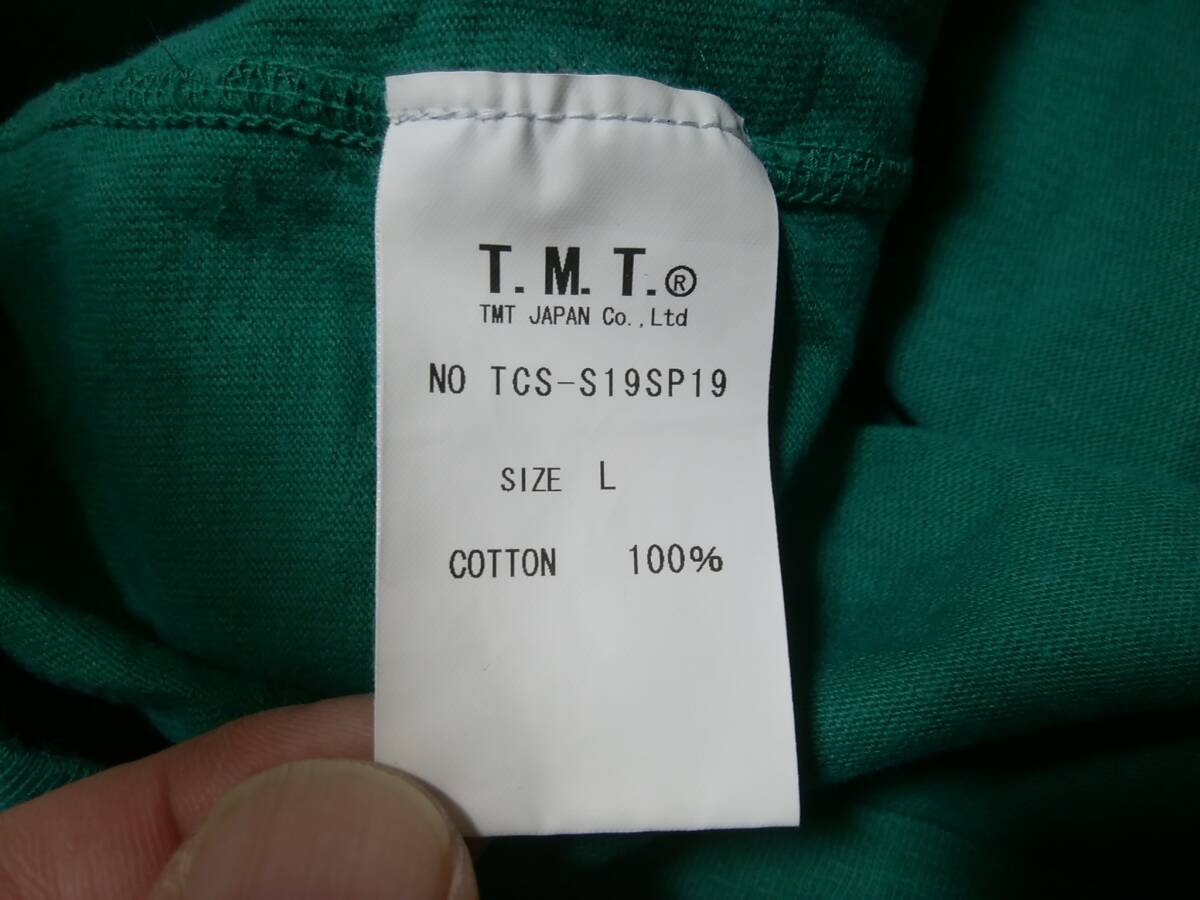 T.M.T.®
TMT JAPAN Co.,Ltd
NO TCS-S19SP19
SIZE L
COTTON 100%